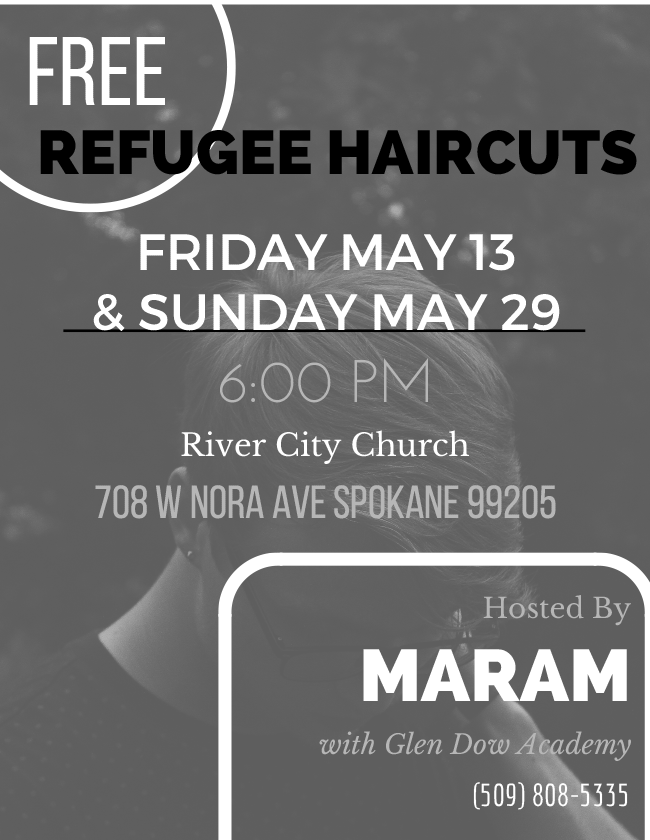 FREE
REFUGEE HAIRCUTS
FRIDAY MAY 13
& SUNDAY MAY 29
6:00 PM
River City Church
708 W NORA AVE SPOKANE 99205
Hosted By
MARAM
with Glen Dow Academy
(509) 808-5335